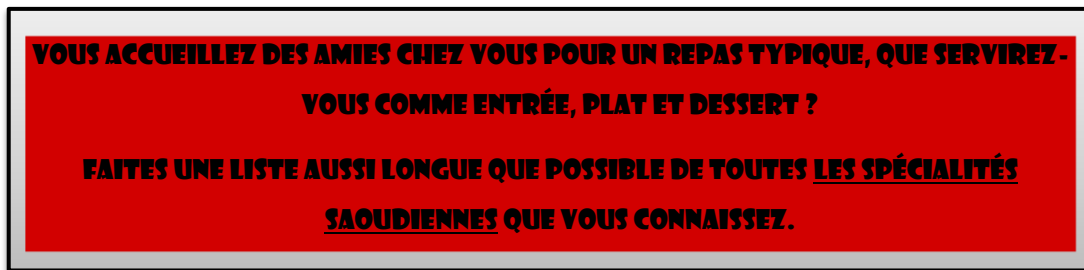 VOUS ACCUEILLEZ DES AMIES CHEZ VOUS POUR UN REPAS TYPIQUE, QUE SERVIREZ-
VOUS COMME ENTRÉE, PLAT ET DESSERT ?
FAITES UNE LISTE AUSSI LONGUE QUE POSSIBLE DE TOUTES LES SPÉCIALITÉS
SAOUDIENNES QUE VOUS CONNAISSEZ.